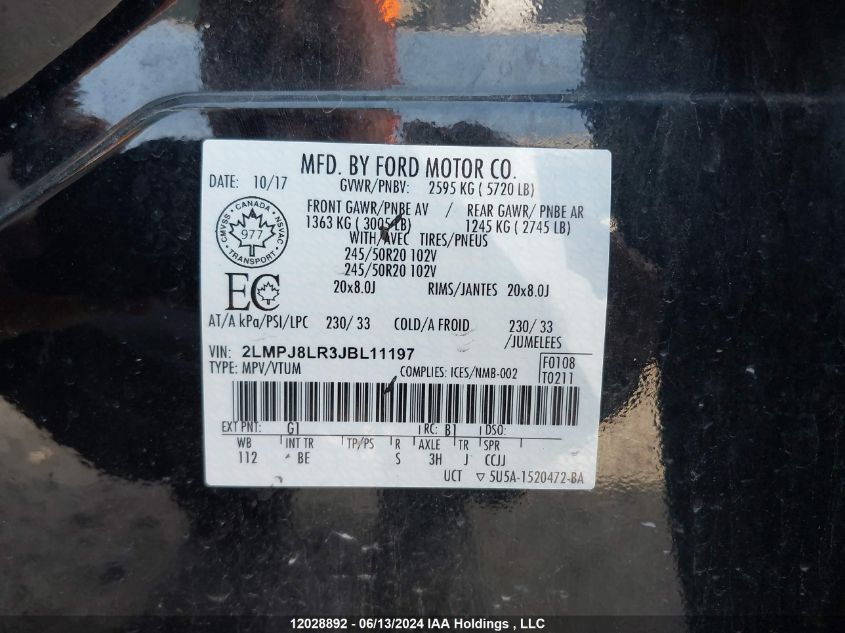 MFD. BY FORD MOTOR CO.
DATE: 10/17 GVWR/PNBV: 2595 KG ( 5720 LB)
FRONT GAWR/PNBE AV / REAR GAWR/ PNBE AR
1363 KG ( 3005 LB) 1245 KG ( 2745 LB)
WITH/AVEC TIRES/PNEUS
245/50R20 102V
245/50R20 102V
20x8.0J RIMS/JANTES 20x8.0J
CANADA
CMVSS NSVAC
977
TRANSPORT
EC
AT/A kPa/PSI/LPC 230/ 33 COLD/A FROID 230/ 33
/JUMELEES
VIN: 2LMPJ8LR3JBL11197
TYPE: MPV/VTUM COMPLIES: ICES/NMB-002
F0108
T0211
EXT PNT: G1 RC: B1 DSO:
WB INT TR TP/PS R AXLE TR SPR
112 BE S 3H J CCJJ
UCT ▽ 5U5A-1520472-BA
12028892 - 06/13/2024 IAA Holdings , LLC